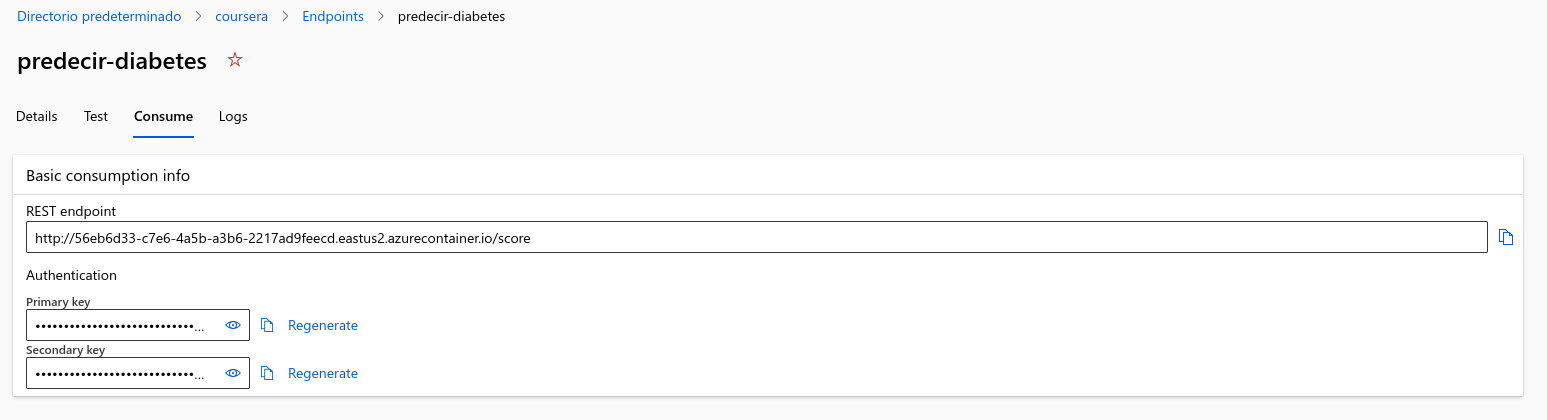 Directorio predeterminado > coursera > Endpoints > predecir-diabetes
predecir-diabetes
Details Test Consume Logs
Basic consumption info
REST endpoint
http://56eb6d33-c7e6-4a5b-a3b6-2217ad9feecd.eastus2.azurecontainer.io/score
Authentication
Primary key
••••••••••••••••••••••••••••... Regenerate
Secondary key
••••••••••••••••••••••••••••... Regenerate